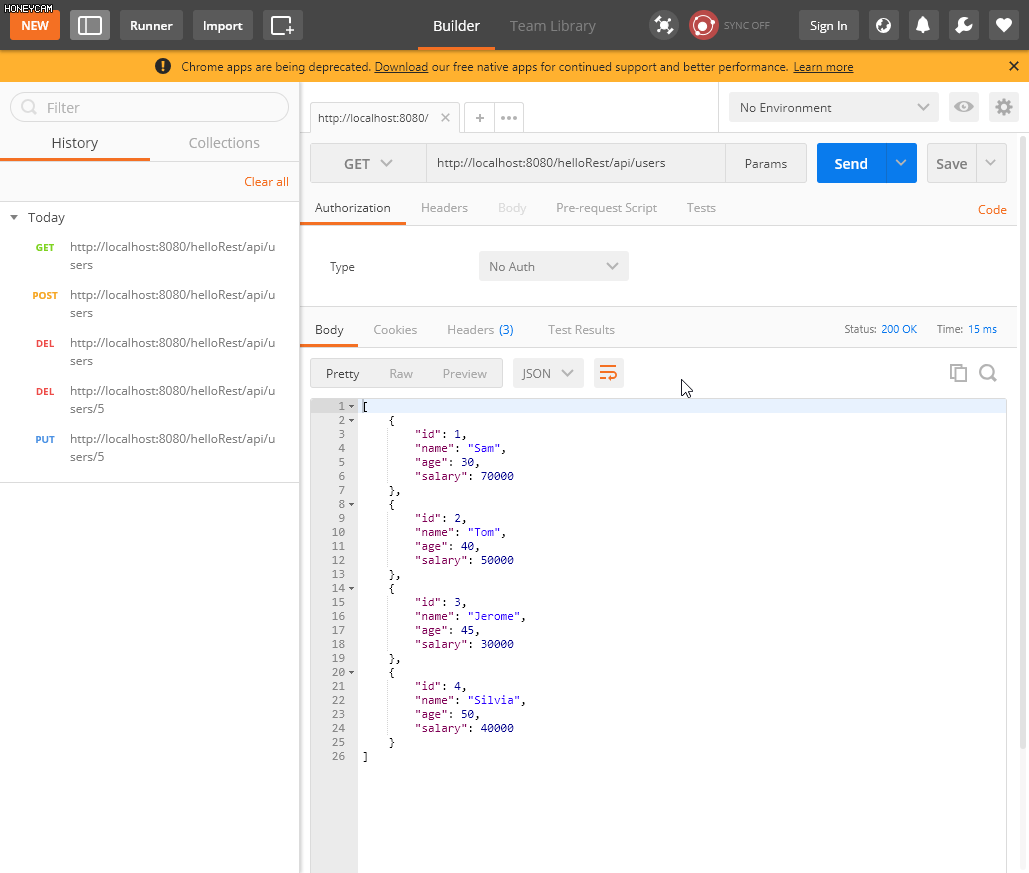 HONEYCAM
NEW Runner Import Builder Team Library SYNC OFF Sign In
Chrome apps are being deprecated. Download our free native apps for continued support and better performance. Learn more
Filter
History Collections
Clear all
Today
GET http://localhost:8080/helloRest/api/u
sers
POST http://localhost:8080/helloRest/api/u
sers
DEL http://localhost:8080/helloRest/api/u
sers
DEL http://localhost:8080/helloRest/api/u
sers/5
PUT http://localhost:8080/helloRest/api/u
sers/5
http://localhost:8080/
No Environment
GET http://localhost:8080/helloRest/api/users Params Send Save
Authorization Headers Body Pre-request Script Tests Code
Type No Auth
Body Cookies Headers (3) Test Results Status: 200 OK Time: 15 ms
Pretty Raw Preview JSON
1 [
2 {
3 "id": 1,
4 "name": "Sam",
5 "age": 30,
6 "salary": 70000
7 },
8 {
9 "id": 2,
10 "name": "Tom",
11 "age": 40,
12 "salary": 50000
13 },
14 {
15 "id": 3,
16 "name": "Jerome",
17 "age": 45,
18 "salary": 30000
19 },
20 {
21 "id": 4,
22 "name": "Silvia",
23 "age": 50,
24 "salary": 40000
25 }
26 ]